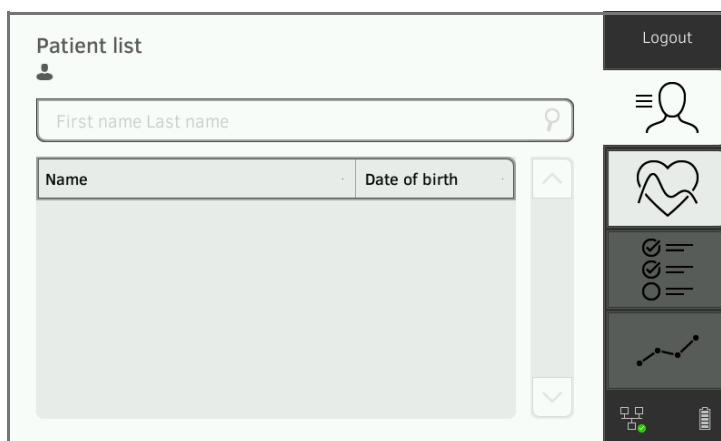 Patient list
Logout
First name Last name
Name
Date of birth